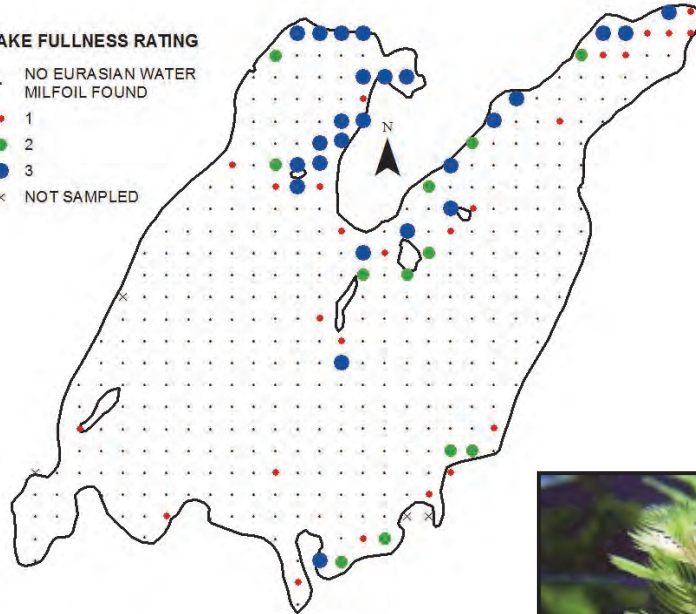 AKE FULLNESS RATING
NO EURASIAN WATER
MILFOIL FOUND
1
2
3
NOT SAMPLED
N